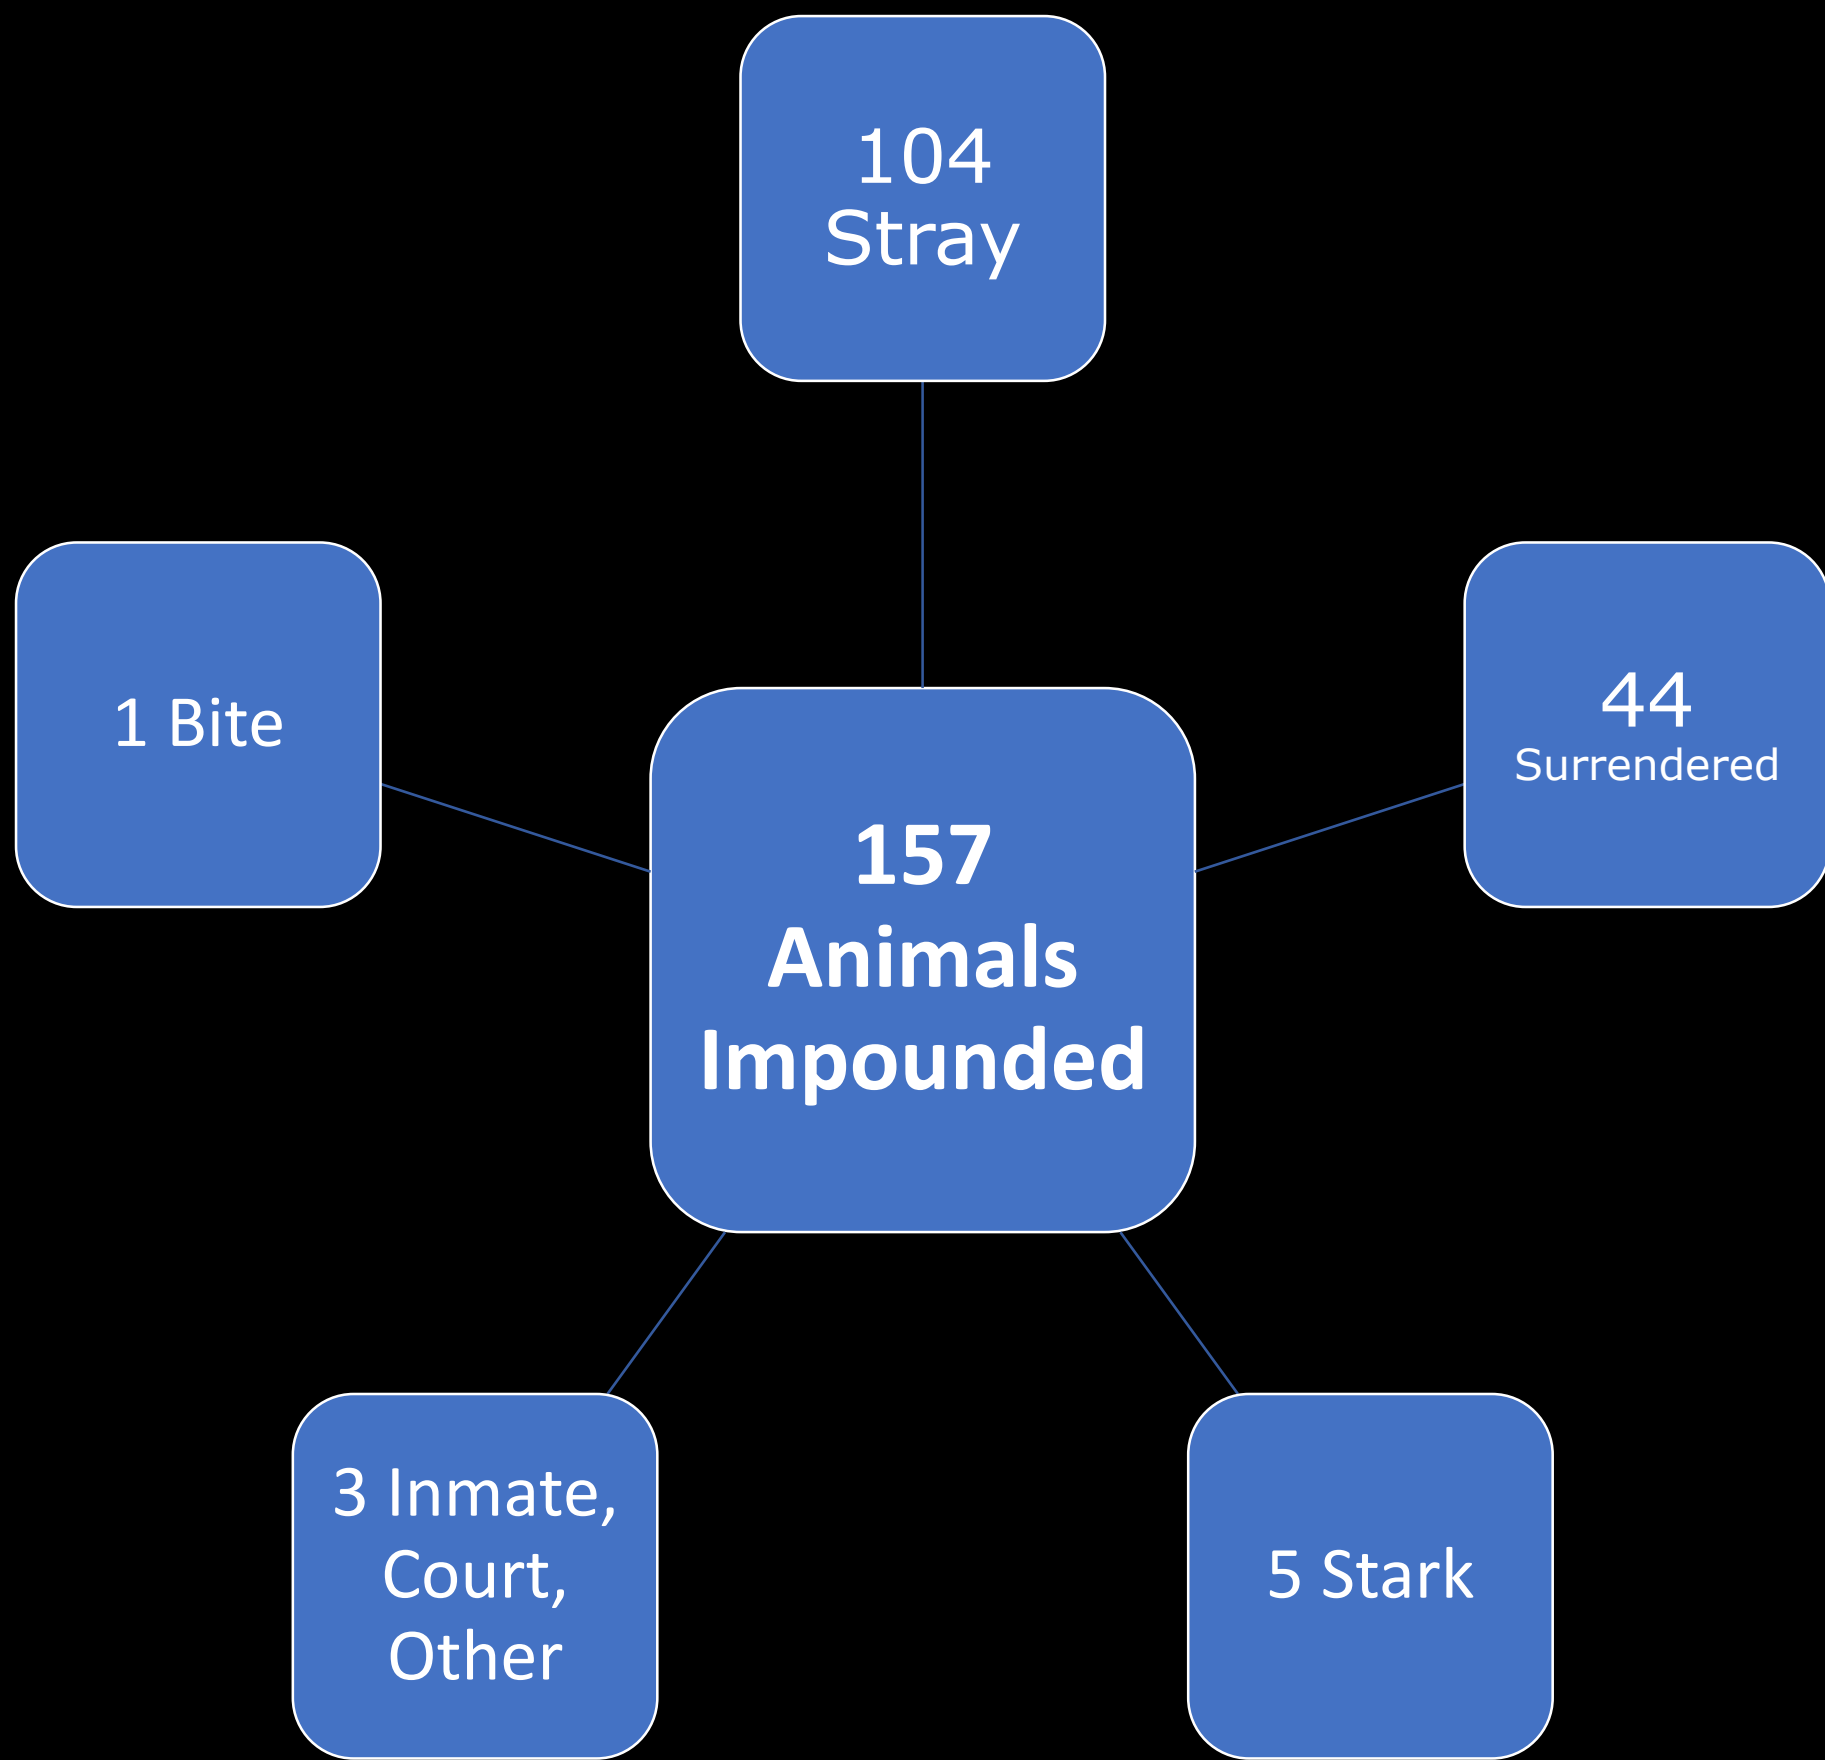 104
Stray
1 Bite
44
Surrendered
157
Animals
Impounded
3 Inmate,
Court,
Other
5 Stark